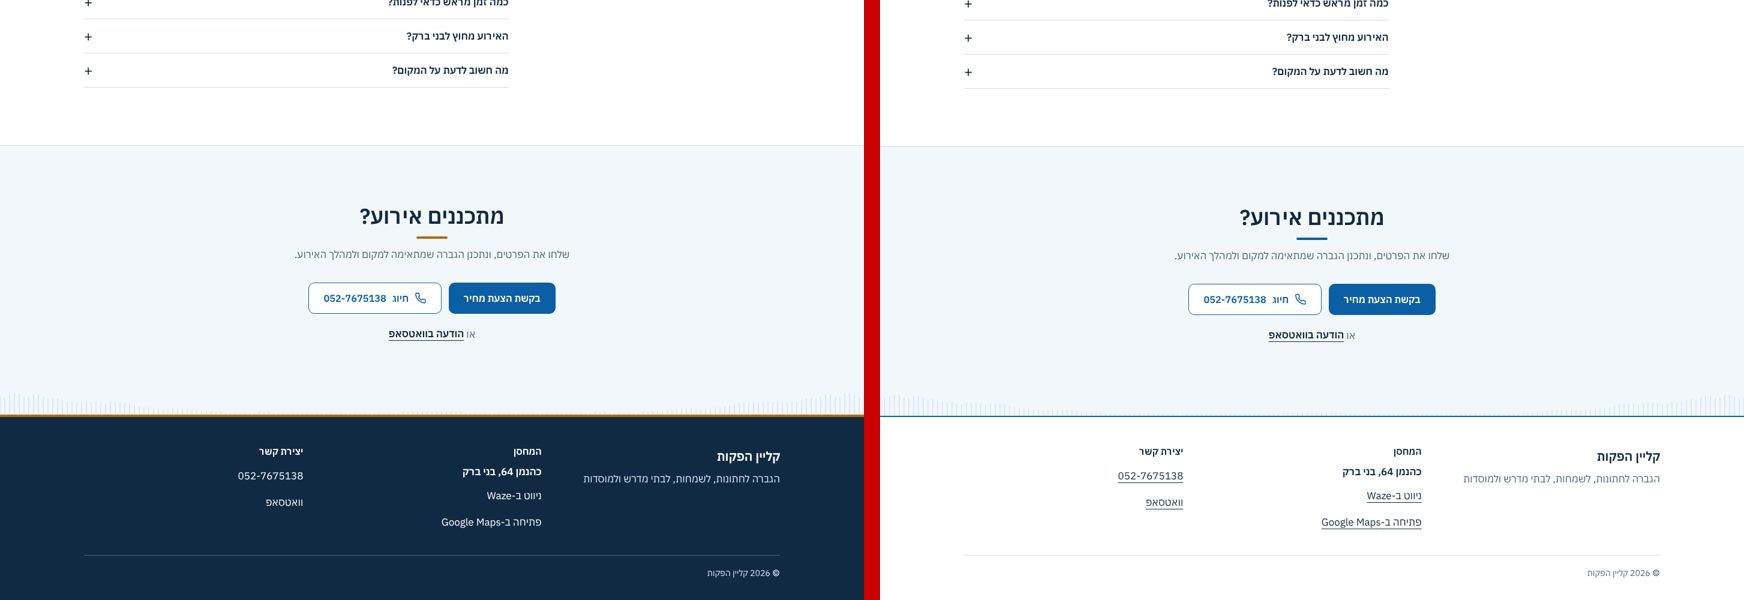 כמה זמן מראש כדאי לפנות?
+
האירוע מחוץ לבני ברק?
+
מה חשוב לדעת על המקום?
+
מתכננים אירוע?
שלחו את הפרטים, ונתכנן הגברה שמתאימה למקום ולמהלך האירוע.
בקשת הצעת מחיר
חיוג 052-7675138
או הודעה בוואטסאפ
קליין הפקות
הגברה לחתונות, לשמחות, לבתי מדרש ולמוסדות
המחסן
כהנמן 64, בני ברק
ניווט ב-Waze
פתיחה ב-Google Maps
יצירת קשר
052-7675138
וואטסאפ
© 2026 קליין הפקות
כמה זמן מראש כדאי לפנות?
+
האירוע מחוץ לבני ברק?
+
מה חשוב לדעת על המקום?
+
מתכננים אירוע?
שלחו את הפרטים, ונתכנן הגברה שמתאימה למקום ולמהלך האירוע.
בקשת הצעת מחיר
חיוג 052-7675138
או הודעה בוואטסאפ
קליין הפקות
הגברה לחתונות, לשמחות, לבתי מדרש ולמוסדות
המחסן
כהנמן 64, בני ברק
ניווט ב-Waze
פתיחה ב-Google Maps
יצירת קשר
052-7675138
וואטסאפ
© 2026 קליין הפקות